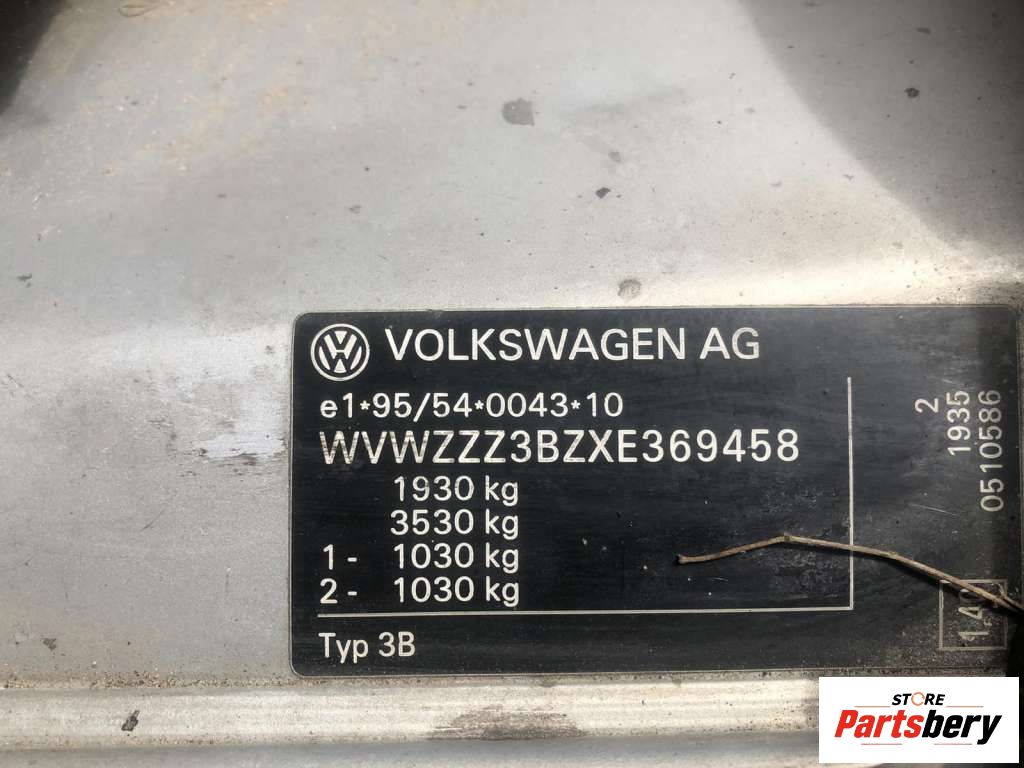 VOLKSWAGEN AG
e1*95/54*0043*10
WVWZZZ3BZXE369458
1930 kg
3530 kg
1 - 1030 kg
2 - 1030 kg
Typ 3B
2
1935
0510586
STORE
Partsbery